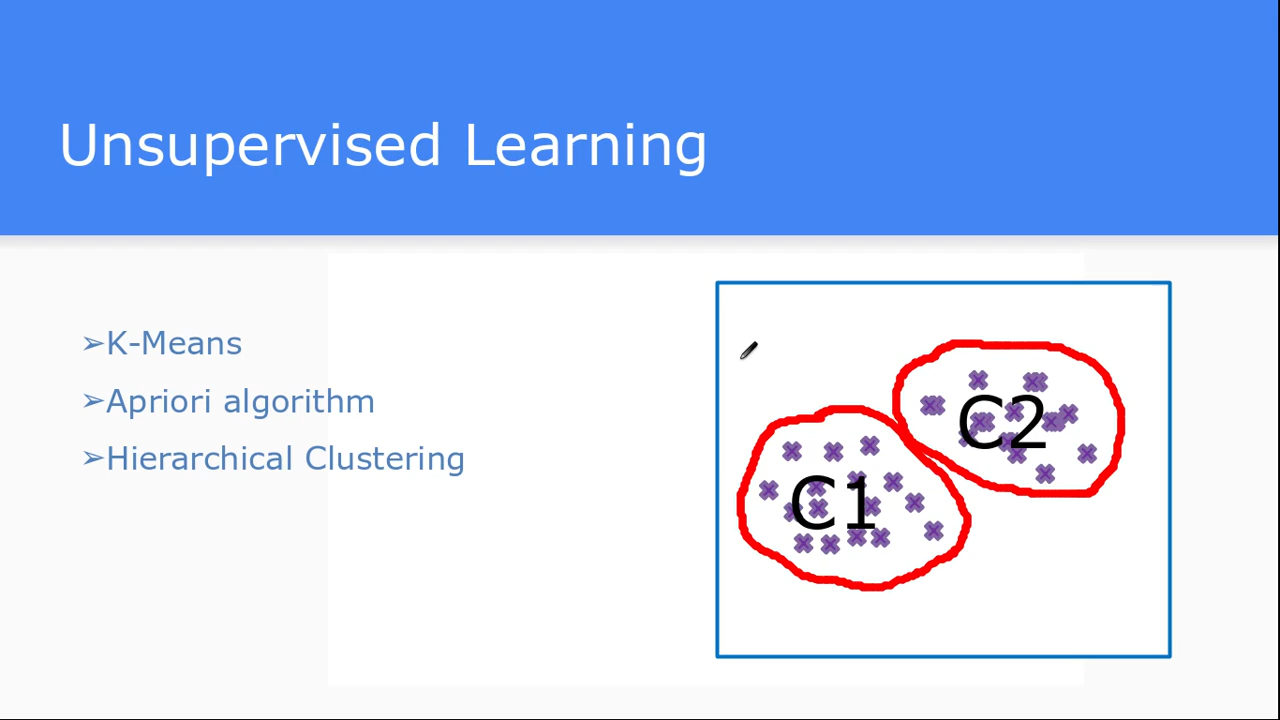 Unsupervised Learning
➢K-Means
➢Apriori algorithm
➢Hierarchical Clustering
C2
C1